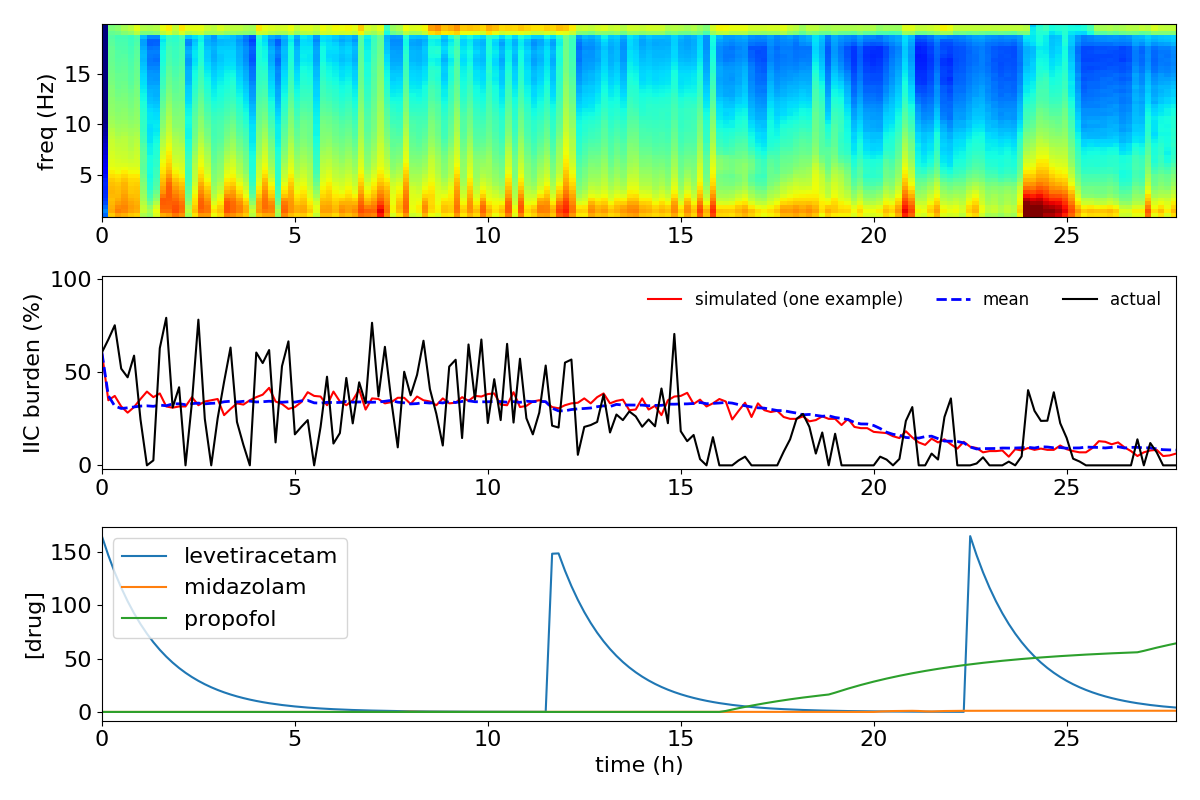 freq (Hz)
15
10
5
0 5 10 15 20 25
IIC burden (%)
100
50
0
simulated (one example) mean actual
0 5 10 15 20 25
[drug]
150
100
50
0
levetiracetam
midazolam
propofol
0 5 10 15 20 25
time (h)